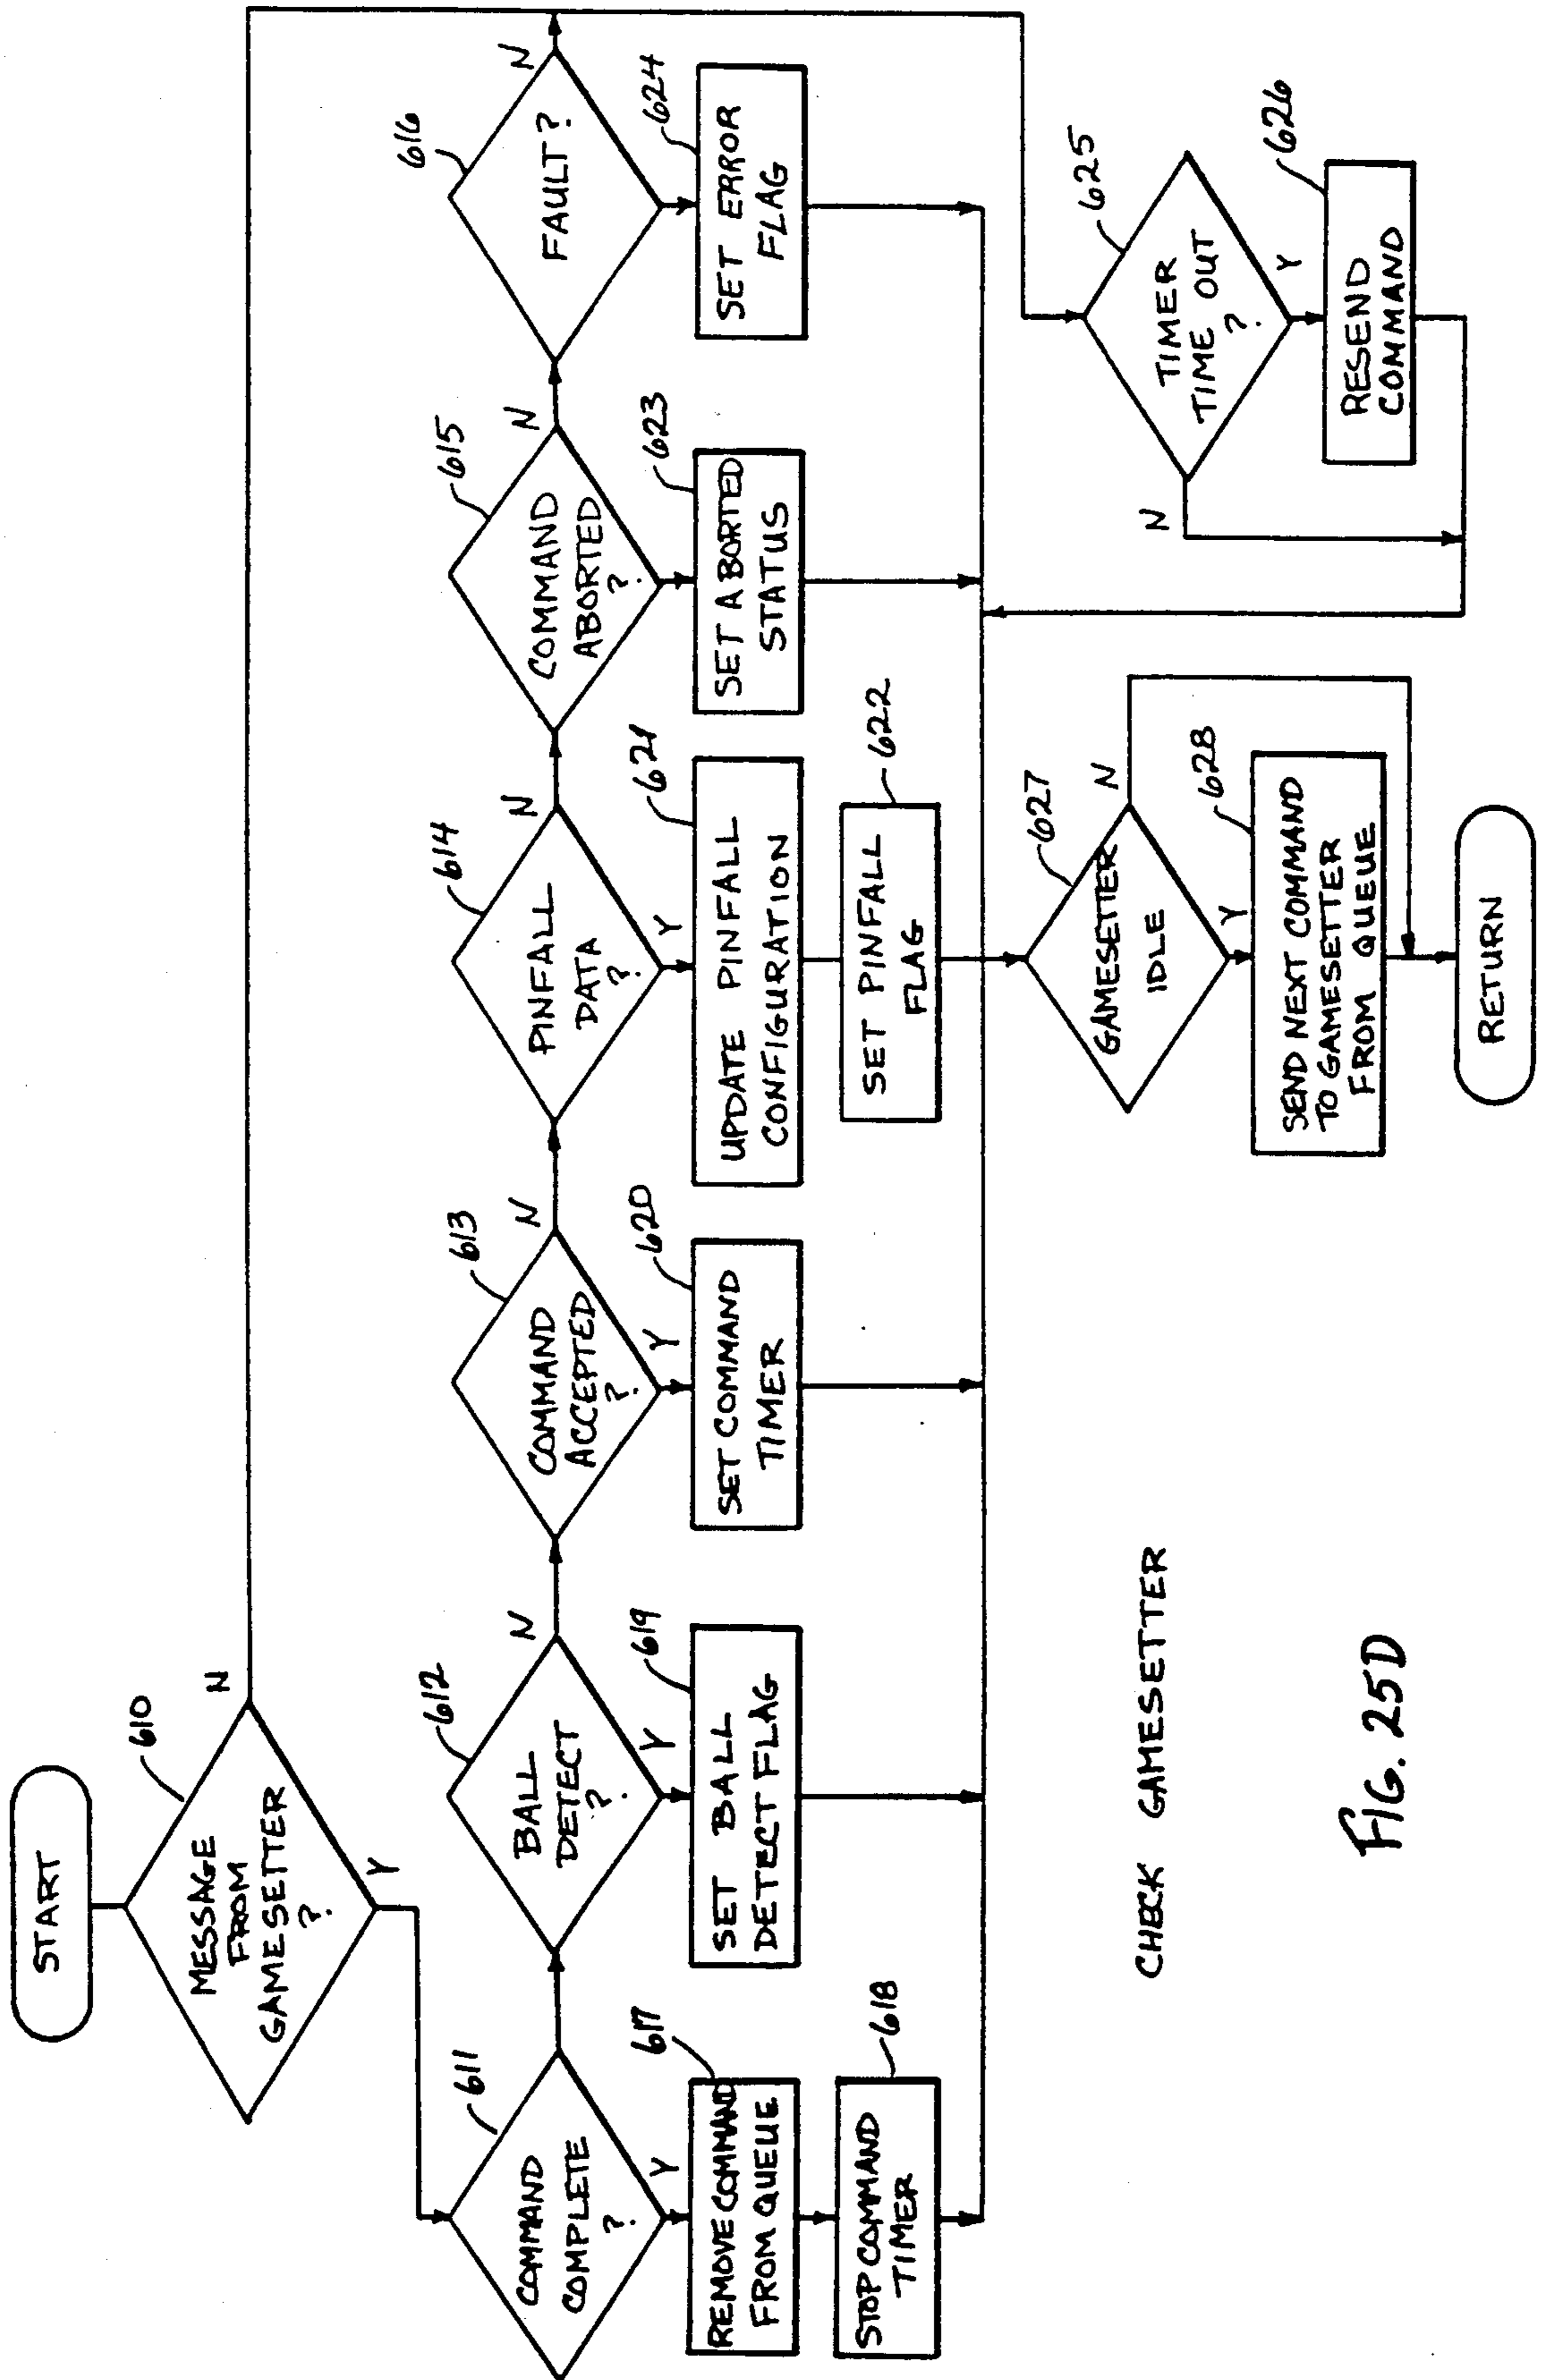 START
MESSAGE
FROM
GAMESETTER
?
610
N
Y
COMMAND
COMPLETE
?
611
Y
REMOVE COMMAND
FROM QUEUE
617
STOP COMMAND
TIMER
618
BALL
DETECT
?
612
N
Y
SET BALL
DETECT FLAG
619
COMMAND
ACCEPTED
?
613
N
Y
SET COMMAND
TIMER
620
PINFALL
DATA
?
614
N
Y
UPDATE PINFALL
CONFIGURATION
621
SET PINFALL
FLAG
622
COMMAND
ABORTED
?
615
N
SET ABORTED
STATUS
623
FAULT?
616
N
SET ERROR
FLAG
624
TIMER
TIME OUT
?
625
N
Y
RESEND
COMMAND
626
GAMESETTER
IDLE
627
N
Y
SEND NEXT COMMAND
TO GAMESETTER
FROM QUEUE
628
RETURN
CHECK GAMESETTER
FIG. 25D